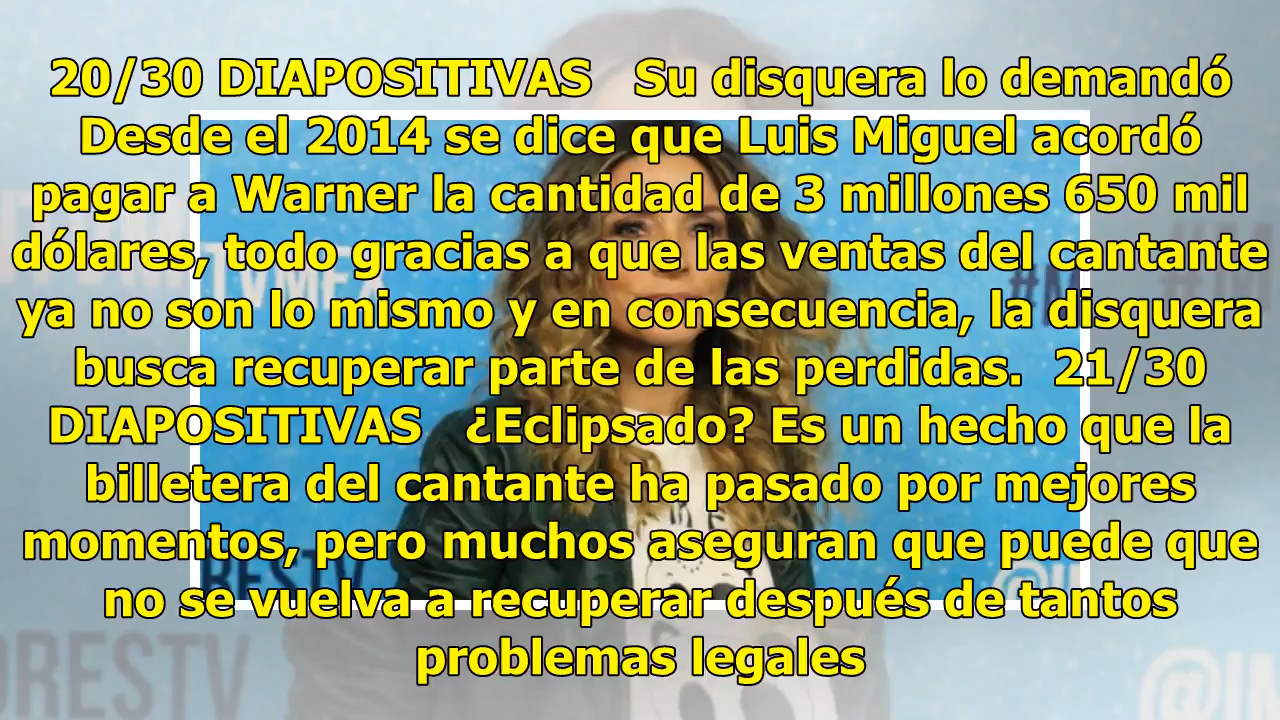 20/30 DIAPOSITIVAS Su disquera lo demandó
Desde el 2014 se dice que Luis Miguel acordó
pagar a Warner la cantidad de 3 millones 650 mil
dólares, todo gracias a que las ventas del cantante
ya no son lo mismo y en consecuencia, la disquera
busca recuperar parte de las perdidas. 21/30
DIAPOSITIVAS ¿Eclipsado? Es un hecho que la
billetera del cantante ha pasado por mejores
momentos, pero muchos aseguran que puede que
no se vuelva a recuperar después de tantos
problemas legales